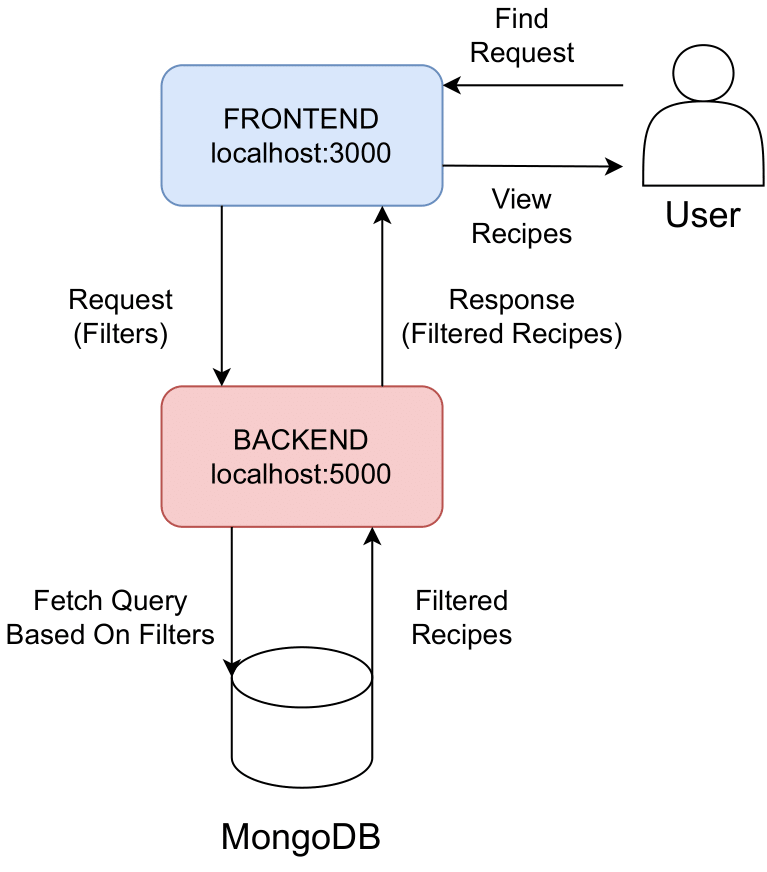 Find
Request
FRONTEND
localhost:3000
View
Recipes
User
Request
(Filters)
Response
(Filtered Recipes)
BACKEND
localhost:5000
Fetch Query
Based On Filters
Filtered
Recipes
MongoDB